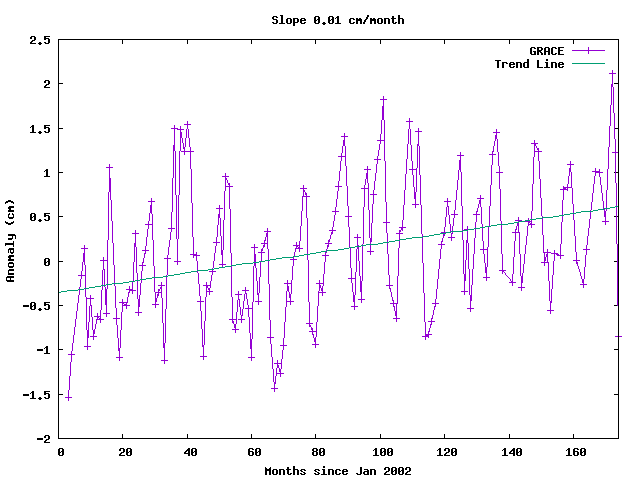 Slope 0.01 cm/month
GRACE
Trend Line
Anomaly (cm)
2.5
2
1.5
1
0.5
0
-0.5
-1
-1.5
-2
0 20 40 60 80 100 120 140 160
Months since Jan 2002